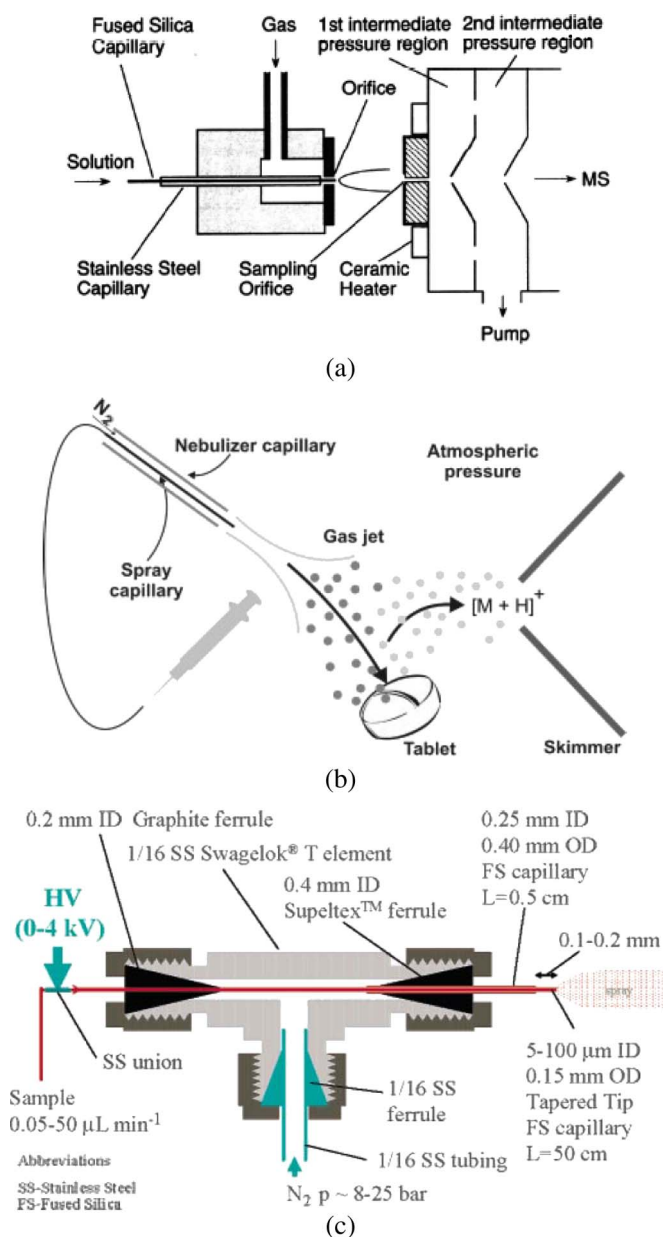 Fused Silica
Capillary
Gas
1st intermediate
pressure region
2nd intermediate
pressure region
Orifice
Solution
MS
Stainless Steel
Capillary
Sampling
Orifice
Ceramic
Heater
Pump
(a)
N2
Nebulizer capillary
Atmospheric
pressure
Gas jet
Spray
capillary
[M + H]+
Tablet
Skimmer
(b)
0.2 mm ID Graphite ferrule
1/16 SS Swagelok® T element
0.25 mm ID
0.40 mm OD
FS capillary
L=0.5 cm
HV
(0-4 kV)
0.4 mm ID
Supeltex™ ferrule
0.1-0.2 mm
spray
SS union
5-100 µm ID
0.15 mm OD
Tapered Tip
FS capillary
L=50 cm
Sample
0.05-50 µL min-1
1/16 SS
ferrule
Abbreviations
SS-Stainless Steel
FS-Fused Silica
1/16 SS tubing
N2 p ~ 8-25 bar
(c)